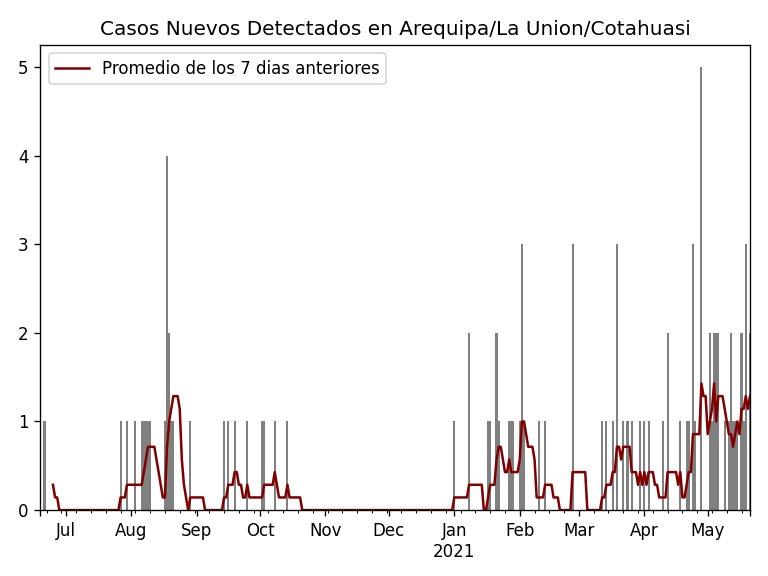 Casos Nuevos Detectados en Arequipa/La Union/Cotahuasi
Promedio de los 7 dias anteriores
5
4
3
2
1
0
Jul Aug Sep Oct Nov Dec Jan Feb Mar Apr May
2021